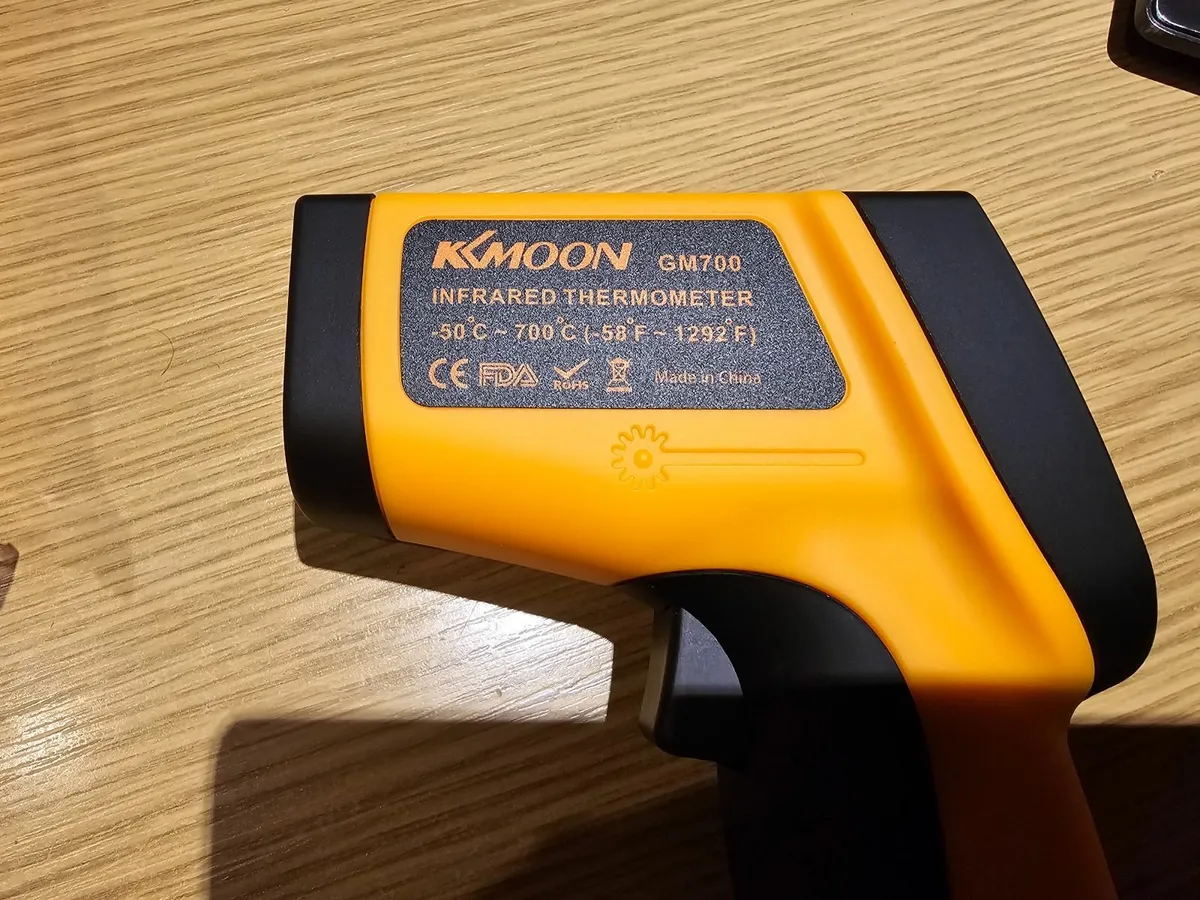 KKMOON GM700
INFRARED THERMOMETER
-50°C ~ 700°C (-58°F ~ 1292°F)
CE FDA RoHS Made in China